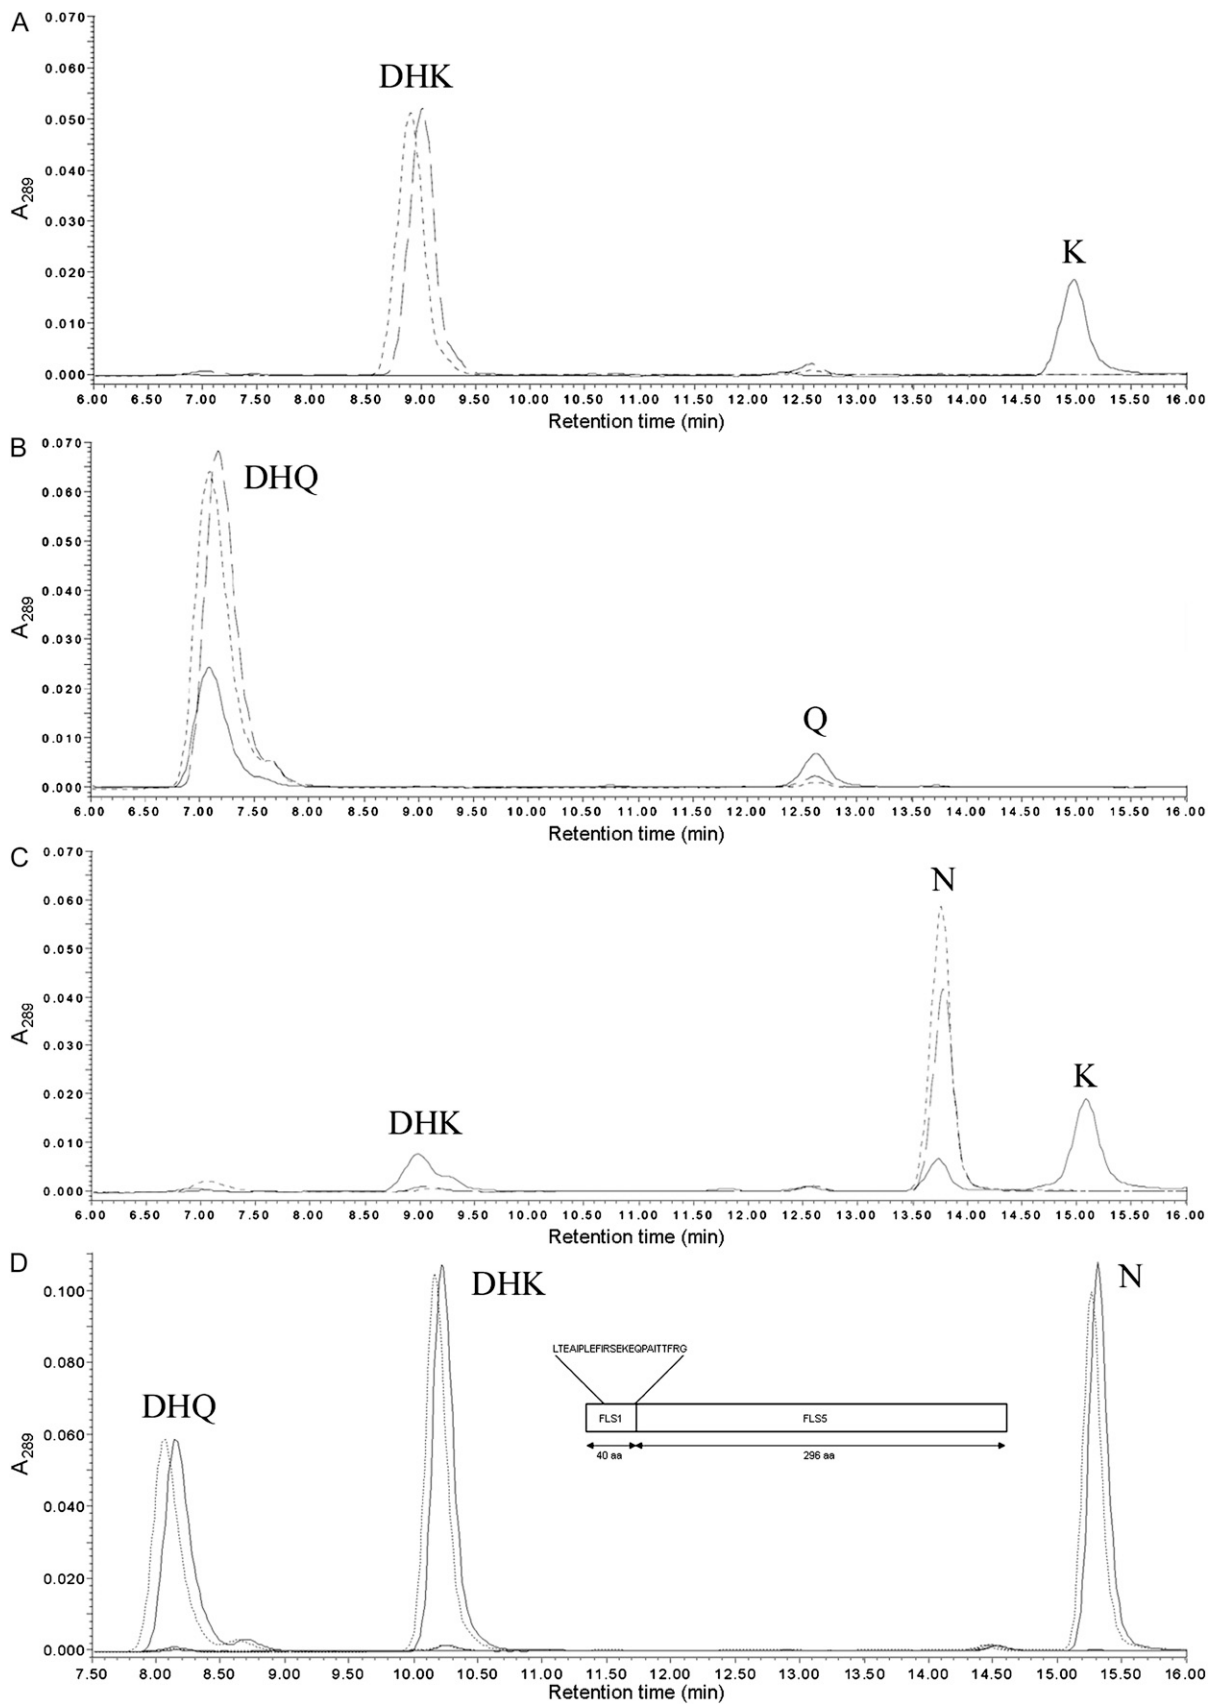 A
0.070
0.060
0.050
0.040
0.030
0.020
0.010
0.000
A289
DHK
K
6.00 6.50 7.00 7.50 8.00 8.50 9.00 9.50 10.00 10.50 11.00 11.50 12.00 12.50 13.00 13.50 14.00 14.50 15.00 15.50 16.00
Retention time (min)
B
0.070
0.060
0.050
0.040
0.030
0.020
0.010
0.000
A289
DHQ
Q
6.00 6.50 7.00 7.50 8.00 8.50 9.00 9.50 10.00 10.50 11.00 11.50 12.00 12.50 13.00 13.50 14.00 14.50 15.00 15.50 16.00
Retention time (min)
C
0.070
0.060
0.050
0.040
0.030
0.020
0.010
0.000
A289
DHK
N
K
6.00 6.50 7.00 7.50 8.00 8.50 9.00 9.50 10.00 10.50 11.00 11.50 12.00 12.50 13.00 13.50 14.00 14.50 15.00 15.50 16.00
Retention time (min)
D
0.100
0.080
0.060
0.040
0.020
0.000
A289
DHQ
DHK
N
LTEAIPLEFIRSEKEQPAITTFRG
FLS1 FLS5
40 aa 296 aa
7.50 8.00 8.50 9.00 9.50 10.00 10.50 11.00 11.50 12.00 12.50 13.00 13.50 14.00 14.50 15.00 15.50 16.00
Retention time (min)